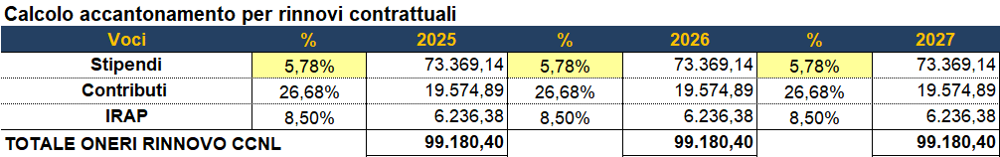 Calcolo accantonamento per rinnovi contrattuali
Voci % 2025 % 2026 % 2027
Stipendi 5,78% 73.369,14 5,78% 73.369,14 5,78% 73.369,14
Contributi 26,68% 19.574,89 26,68% 19.574,89 26,68% 19.574,89
IRAP 8,50% 6.236,38 8,50% 6.236,38 8,50% 6.236,38
TOTALE ONERI RINNOVO CCNL 99.180,40 99.180,40 99.180,40